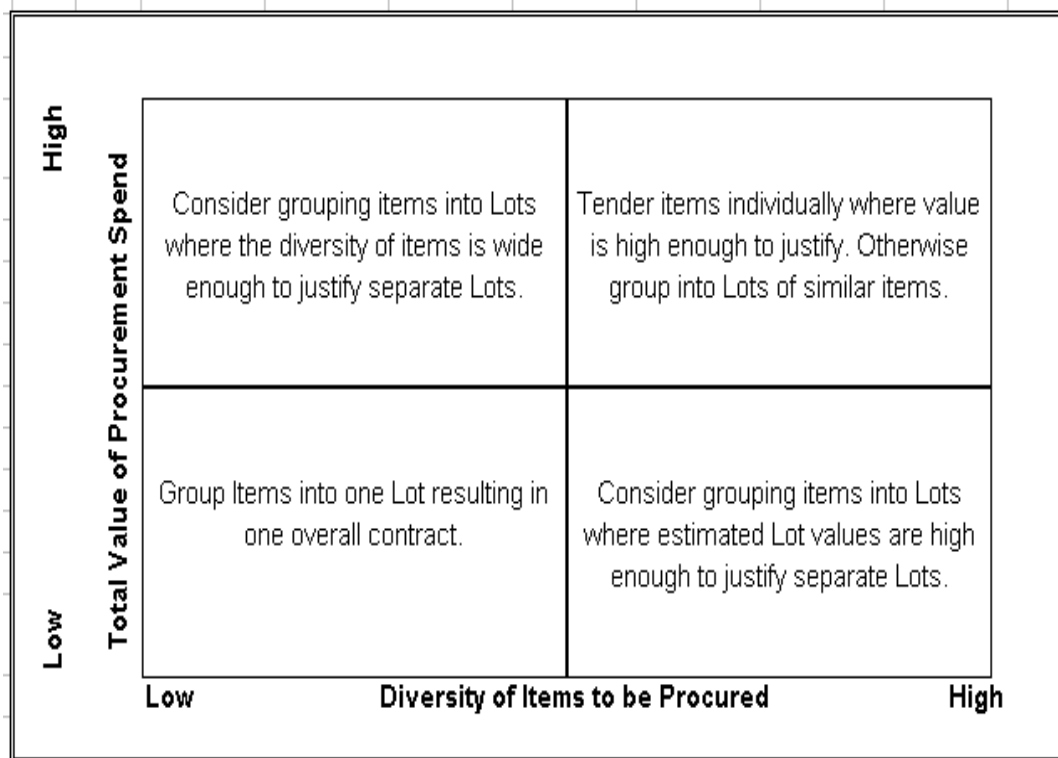 High
Total Value of Procurement Spend
Low
Consider grouping items into Lots
where the diversity of items is wide
enough to justify separate Lots.
Tender items individually where value
is high enough to justify. Otherwise
group into Lots of similar items.
Group Items into one Lot resulting in
one overall contract.
Consider grouping items into Lots
where estimated Lot values are high
enough to justify separate Lots.
Low
Diversity of Items to be Procured
High